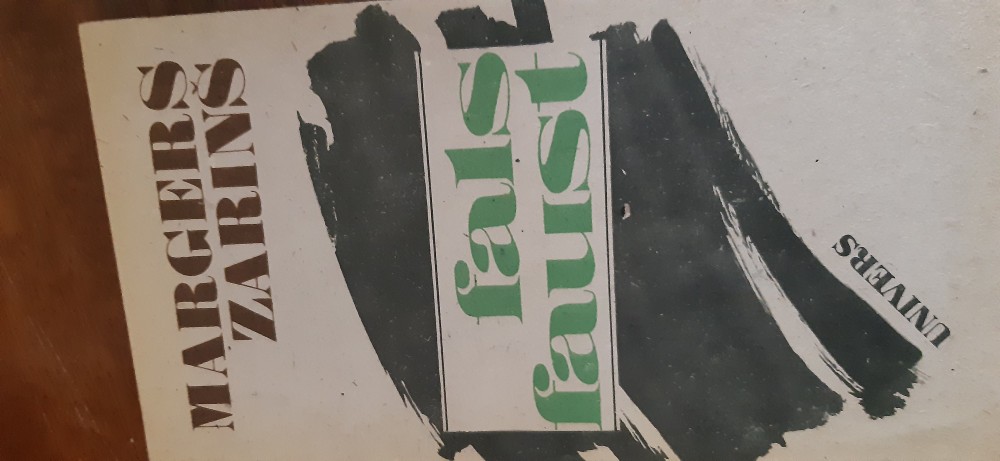 MARGERS
ZARIŅŠ
fals
faust
UNIVERS